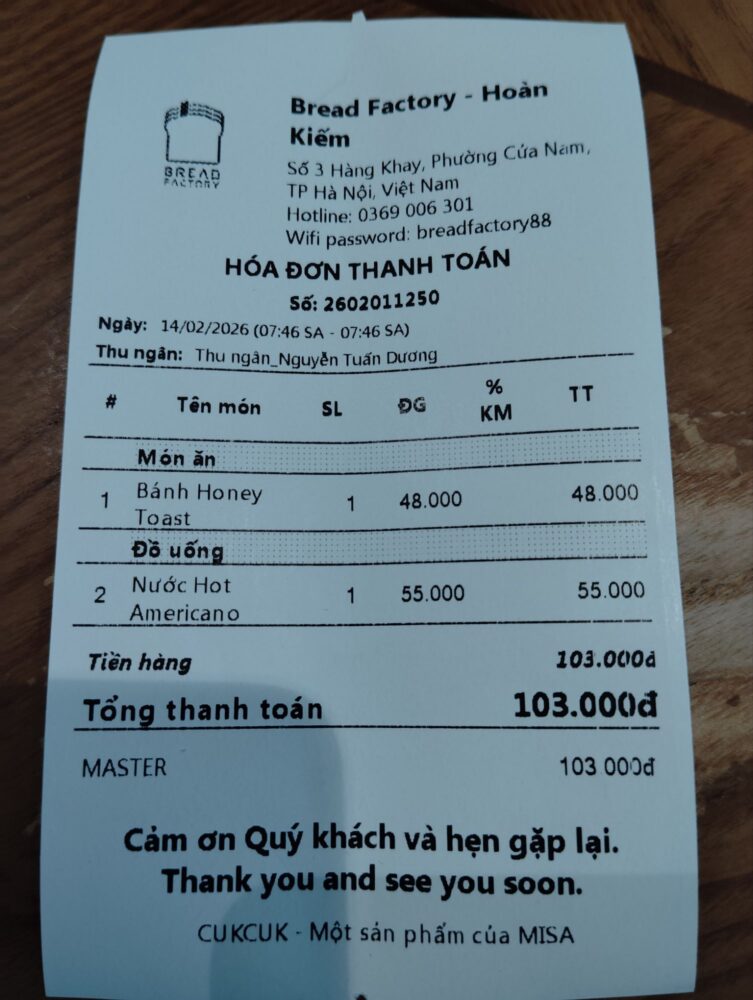 BREAD
FACTORY
Bread Factory - Hoàn
Kiếm
Số 3 Hàng Khay, Phường Cửa Nam,
TP Hà Nội, Việt Nam
Hotline: 0369 006 301
Wifi password: breadfactory88
HÓA ĐƠN THANH TOÁN
Số: 2602011250
Ngày: 14/02/2026 (07:46 SA - 07:46 SA)
Thu ngân: Thu ngân_Nguyễn Tuấn Dương
# Tên món SL ĐG % KM TT
Món ăn
1 Bánh Honey Toast 1 48.000 48.000
Đồ uống
2 Nước Hot Americano 1 55.000 55.000
Tiền hàng 103.000đ
Tổng thanh toán 103.000đ
MASTER 103 000đ
Cảm ơn Quý khách và hẹn gặp lại.
Thank you and see you soon.
CUKCUK - Một sản phẩm của MISA